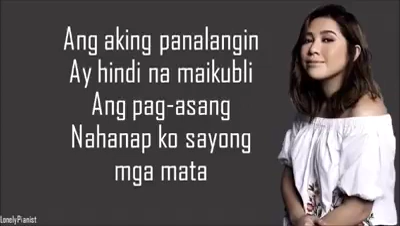 Ang aking panalangin
Ay hindi na maikubli
Ang pag-asang
Nahanap ko sayong
mga mata
LonelyPianist